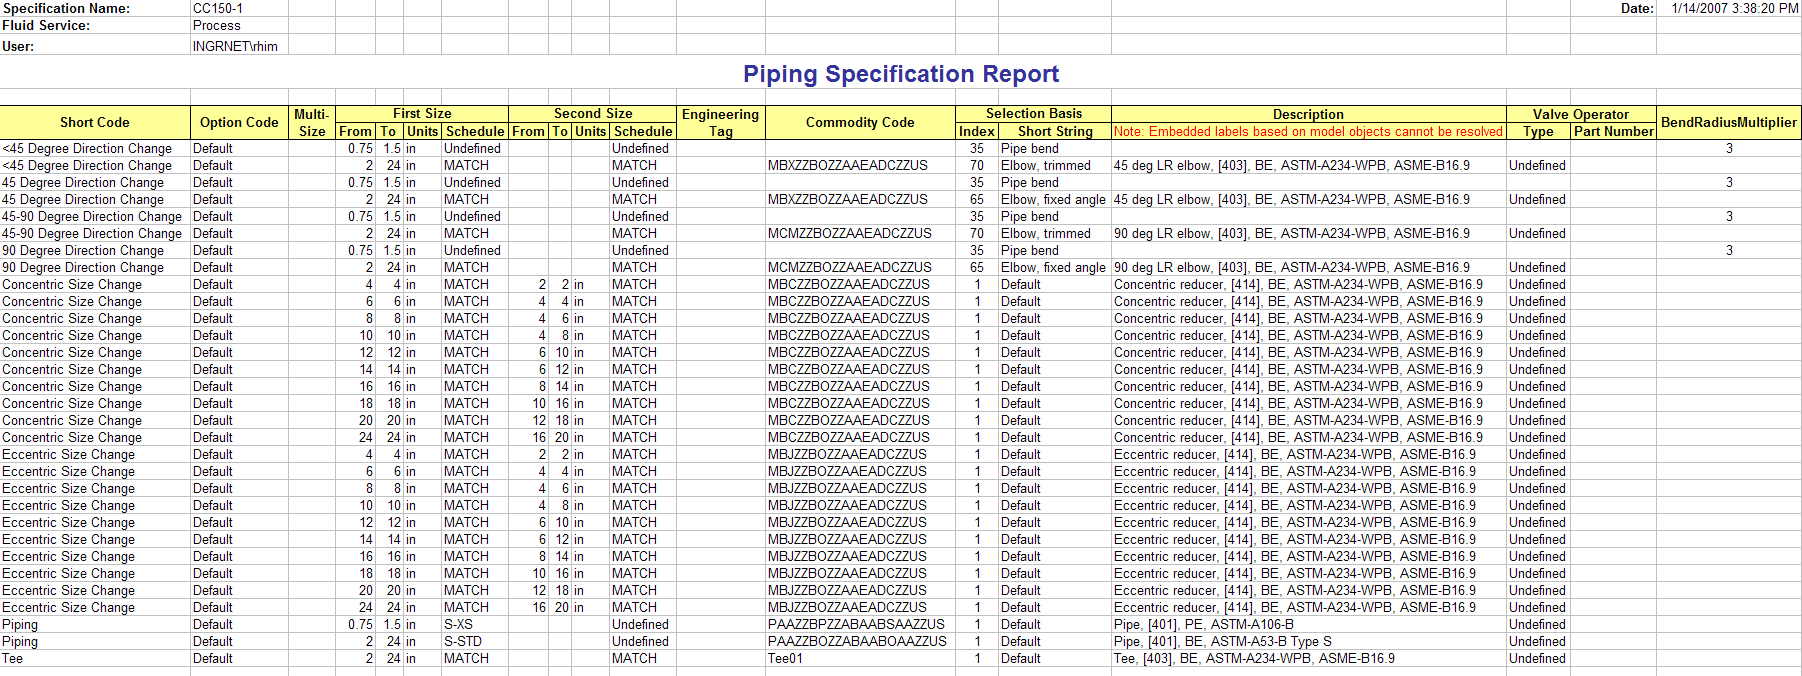 Specification Name: CC150-1 Date: 1/14/2007 3:38:20 PM
Fluid Service: Process
User: INGRNET\rhim
Piping Specification Report
Short Code Option Code Multi-Size First Size Second Size Engineering Tag Commodity Code Selection Basis Description Valve Operator BendRadiusMultiplier
From To Units Schedule From To Units Schedule Index Short String Note: Embedded labels based on model objects cannot be resolved Type Part Number
<45 Degree Direction Change Default 0.75 1.5 in Undefined Undefined 35 Pipe bend 3
<45 Degree Direction Change Default 2 24 in MATCH MATCH MBXZZBOZZAAEADCZZUS 70 Elbow, trimmed 45 deg LR elbow, [403], BE, ASTM-A234-WPB, ASME-B16.9 Undefined
45 Degree Direction Change Default 0.75 1.5 in Undefined Undefined 35 Pipe bend 3
45 Degree Direction Change Default 2 24 in MATCH MATCH MBXZZBOZZAAEADCZZUS 65 Elbow, fixed angle 45 deg LR elbow, [403], BE, ASTM-A234-WPB, ASME-B16.9 Undefined
45-90 Degree Direction Change Default 0.75 1.5 in Undefined Undefined 35 Pipe bend 3
45-90 Degree Direction Change Default 2 24 in MATCH MATCH MCMZZBOZZAAEADCZZUS 70 Elbow, trimmed 90 deg LR elbow, [403], BE, ASTM-A234-WPB, ASME-B16.9 Undefined
90 Degree Direction Change Default 0.75 1.5 in Undefined Undefined 35 Pipe bend 3
90 Degree Direction Change Default 2 24 in MATCH MATCH MCMZZBOZZAAEADCZZUS 65 Elbow, fixed angle 90 deg LR elbow, [403], BE, ASTM-A234-WPB, ASME-B16.9 Undefined
Concentric Size Change Default 4 4 in MATCH 2 2 in MATCH MBCZZBOZZAAEADCZZUS 1 Default Concentric reducer, [414], BE, ASTM-A234-WPB, ASME-B16.9 Undefined
Concentric Size Change Default 6 6 in MATCH 4 4 in MATCH MBCZZBOZZAAEADCZZUS 1 Default Concentric reducer, [414], BE, ASTM-A234-WPB, ASME-B16.9 Undefined
Concentric Size Change Default 8 8 in MATCH 4 6 in MATCH MBCZZBOZZAAEADCZZUS 1 Default Concentric reducer, [414], BE, ASTM-A234-WPB, ASME-B16.9 Undefined
Concentric Size Change Default 10 10 in MATCH 4 8 in MATCH MBCZZBOZZAAEADCZZUS 1 Default Concentric reducer, [414], BE, ASTM-A234-WPB, ASME-B16.9 Undefined
Concentric Size Change Default 12 12 in MATCH 6 10 in MATCH MBCZZBOZZAAEADCZZUS 1 Default Concentric reducer, [414], BE, ASTM-A234-WPB, ASME-B16.9 Undefined
Concentric Size Change Default 14 14 in MATCH 6 12 in MATCH MBCZZBOZZAAEADCZZUS 1 Default Concentric reducer, [414], BE, ASTM-A234-WPB, ASME-B16.9 Undefined
Concentric Size Change Default 16 16 in MATCH 8 14 in MATCH MBCZZBOZZAAEADCZZUS 1 Default Concentric reducer, [414], BE, ASTM-A234-WPB, ASME-B16.9 Undefined
Concentric Size Change Default 18 18 in MATCH 10 16 in MATCH MBCZZBOZZAAEADCZZUS 1 Default Concentric reducer, [414], BE, ASTM-A234-WPB, ASME-B16.9 Undefined
Concentric Size Change Default 20 20 in MATCH 12 18 in MATCH MBCZZBOZZAAEADCZZUS 1 Default Concentric reducer, [414], BE, ASTM-A234-WPB, ASME-B16.9 Undefined
Concentric Size Change Default 24 24 in MATCH 16 20 in MATCH MBCZZBOZZAAEADCZZUS 1 Default Concentric reducer, [414], BE, ASTM-A234-WPB, ASME-B16.9 Undefined
Eccentric Size Change Default 4 4 in MATCH 2 2 in MATCH MBJZZBOZZAAEADCZZUS 1 Default Eccentric reducer, [414], BE, ASTM-A234-WPB, ASME-B16.9 Undefined
Eccentric Size Change Default 6 6 in MATCH 4 4 in MATCH MBJZZBOZZAAEADCZZUS 1 Default Eccentric reducer, [414], BE, ASTM-A234-WPB, ASME-B16.9 Undefined
Eccentric Size Change Default 8 8 in MATCH 4 6 in MATCH MBJZZBOZZAAEADCZZUS 1 Default Eccentric reducer, [414], BE, ASTM-A234-WPB, ASME-B16.9 Undefined
Eccentric Size Change Default 10 10 in MATCH 4 8 in MATCH MBJZZBOZZAAEADCZZUS 1 Default Eccentric reducer, [414], BE, ASTM-A234-WPB, ASME-B16.9 Undefined
Eccentric Size Change Default 12 12 in MATCH 6 10 in MATCH MBJZZBOZZAAEADCZZUS 1 Default Eccentric reducer, [414], BE, ASTM-A234-WPB, ASME-B16.9 Undefined
Eccentric Size Change Default 14 14 in MATCH 6 12 in MATCH MBJZZBOZZAAEADCZZUS 1 Default Eccentric reducer, [414], BE, ASTM-A234-WPB, ASME-B16.9 Undefined
Eccentric Size Change Default 16 16 in MATCH 8 14 in MATCH MBJZZBOZZAAEADCZZUS 1 Default Eccentric reducer, [414], BE, ASTM-A234-WPB, ASME-B16.9 Undefined
Eccentric Size Change Default 18 18 in MATCH 10 16 in MATCH MBJZZBOZZAAEADCZZUS 1 Default Eccentric reducer, [414], BE, ASTM-A234-WPB, ASME-B16.9 Undefined
Eccentric Size Change Default 20 20 in MATCH 12 18 in MATCH MBJZZBOZZAAEADCZZUS 1 Default Eccentric reducer, [414], BE, ASTM-A234-WPB, ASME-B16.9 Undefined
Eccentric Size Change Default 24 24 in MATCH 16 20 in MATCH MBJZZBOZZAAEADCZZUS 1 Default Eccentric reducer, [414], BE, ASTM-A234-WPB, ASME-B16.9 Undefined
Piping Default 0.75 1.5 in S-XS Undefined PAAZZBPZZABAABSAAZZUS 1 Default Pipe, [401], PE, ASTM-A106-B Undefined
Piping Default 2 24 in S-STD Undefined PAAZZBOZZABAABOAAZZUS 1 Default Pipe, [401], BE, ASTM-A53-B Type S Undefined
Tee Default 2 24 in MATCH MATCH Tee01 1 Default Tee, [403], BE, ASTM-A234-WPB, ASME-B16.9 Undefined